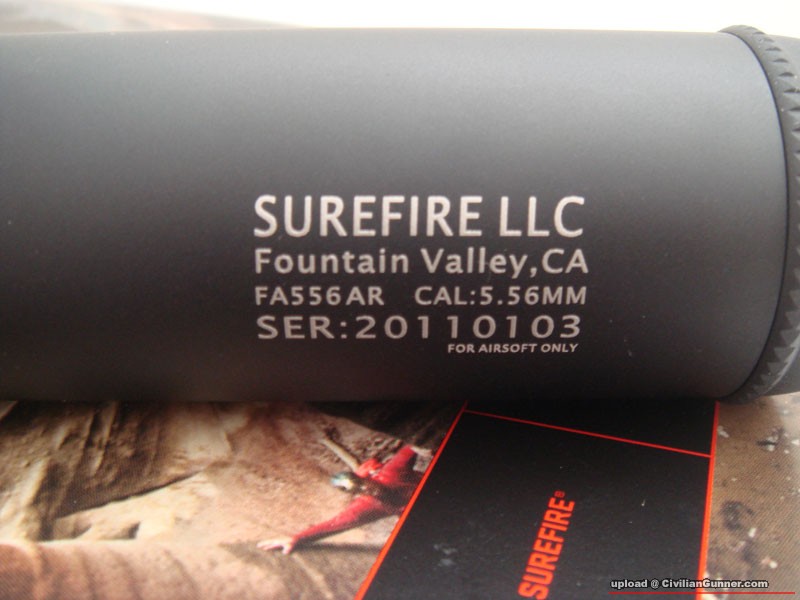 SUREFIRE LLC
Fountain Valley,CA
FA556AR CAL:5.56MM
SER:20110103
FOR AIRSOFT ONLY
SUREFIRE®
upload @ CivilianGunner.com